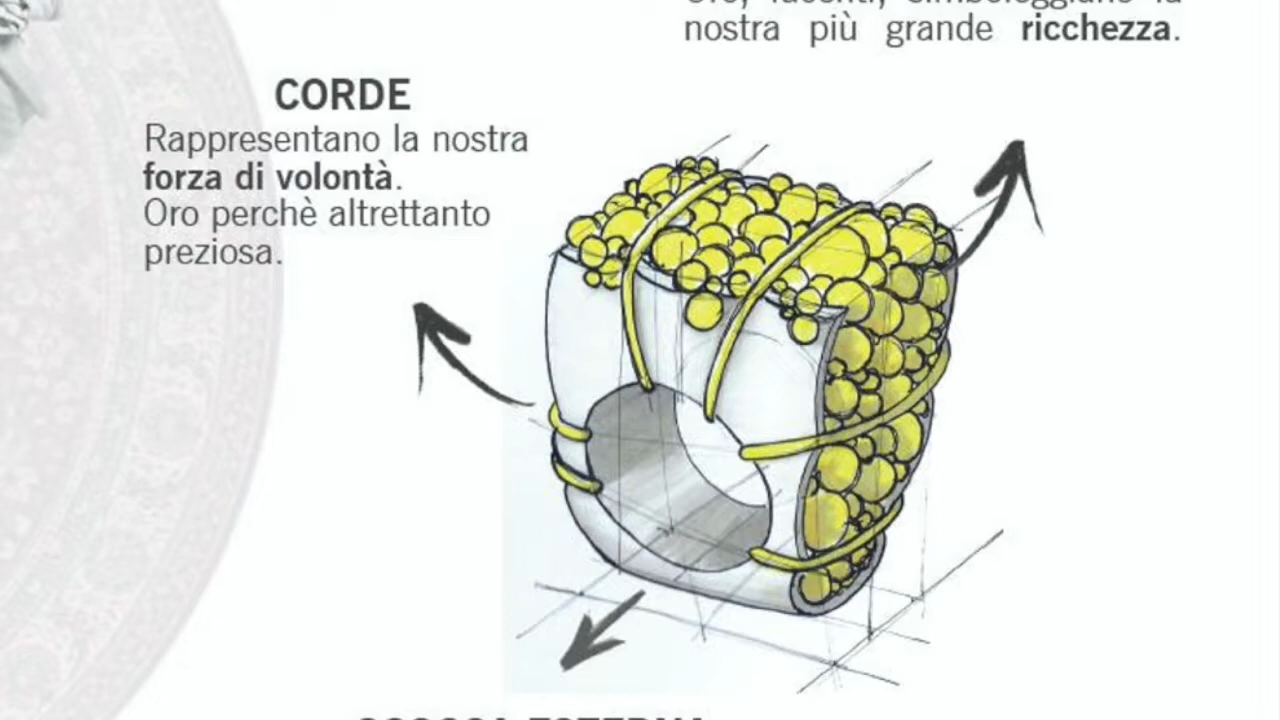 nostra più grande ricchezza.
CORDE
Rappresentano la nostra
forza di volontà.
Oro perchè altrettanto
preziosa.